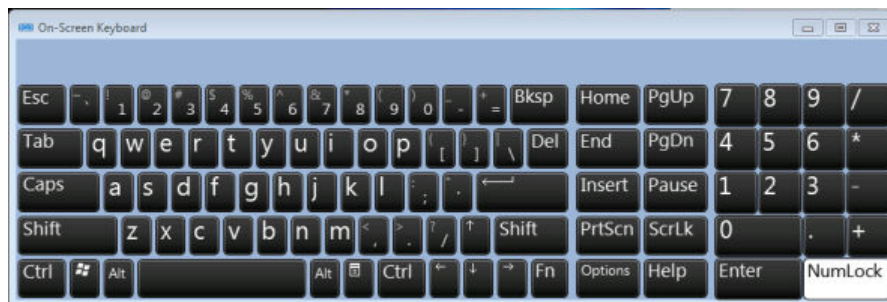 On-Screen Keyboard
Esc ~ ` ! 1 @ 2 # 3 $ 4 % 5 ^ 6 & 7 * 8 ( 9 ) 0 _ - + = Bksp Home PgUp 7 8 9 /
Tab q w e r t y u i o p { [ } ] | \ Del End PgDn 4 5 6 *
Caps a s d f g h j k l : ; " ' Insert Pause 1 2 3 -
Shift z x c v b n m < , > . ? / ↑ Shift PrtScn ScrLk 0 . +
Ctrl Alt Alt Ctrl ← ↓ → Fn Options Help Enter NumLock